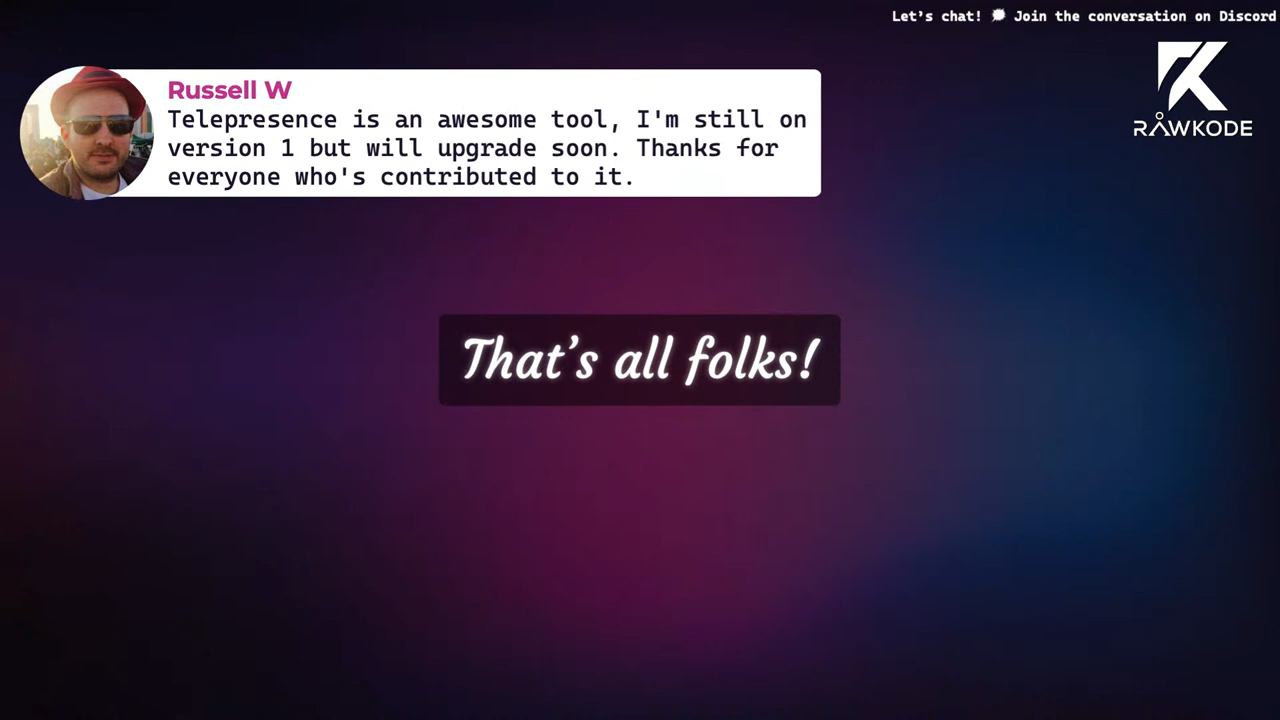 Let's chat! Join the conversation on Discord
Russell W
Telepresence is an awesome tool, I'm still on
version 1 but will upgrade soon. Thanks for
everyone who's contributed to it.
RAWKODE
That's all folks!